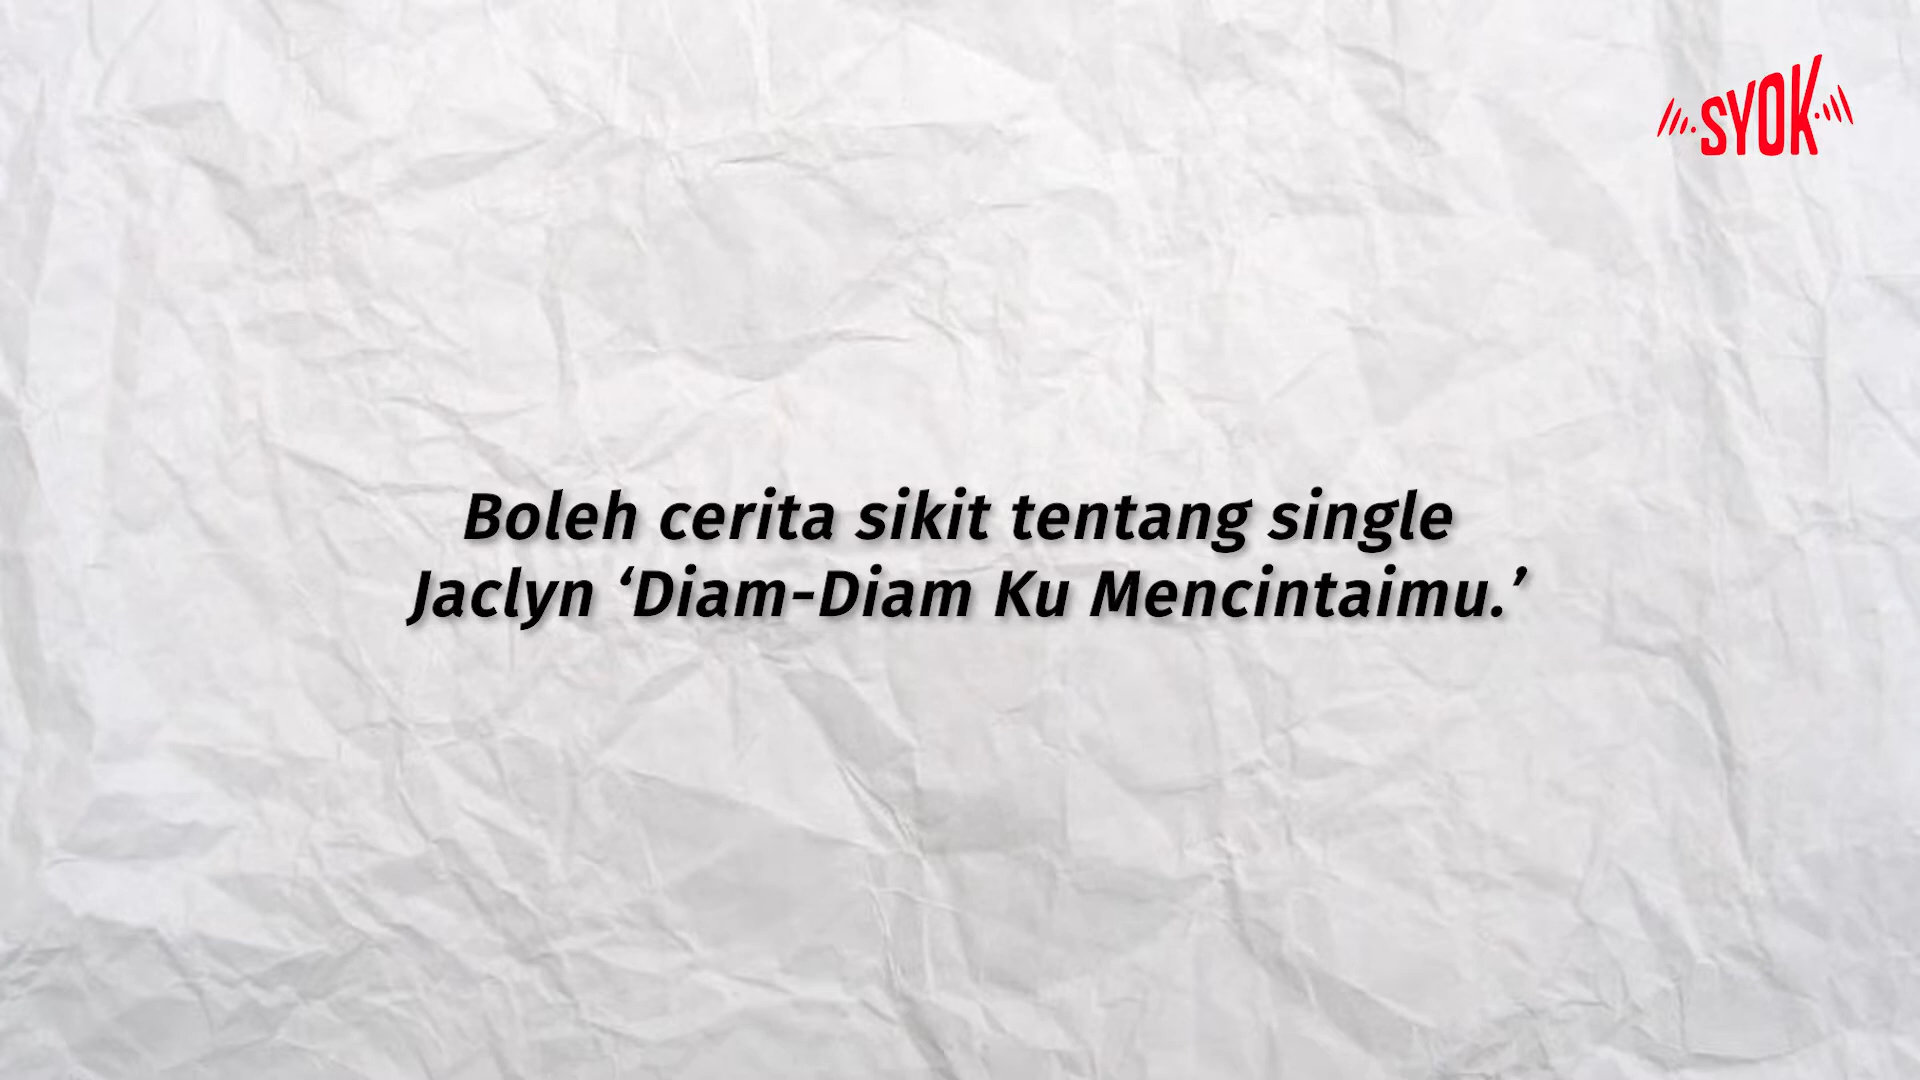 SYOK
Boleh cerita sikit tentang single
Jaclyn ‘Diam-Diam Ku Mencintaimu.’